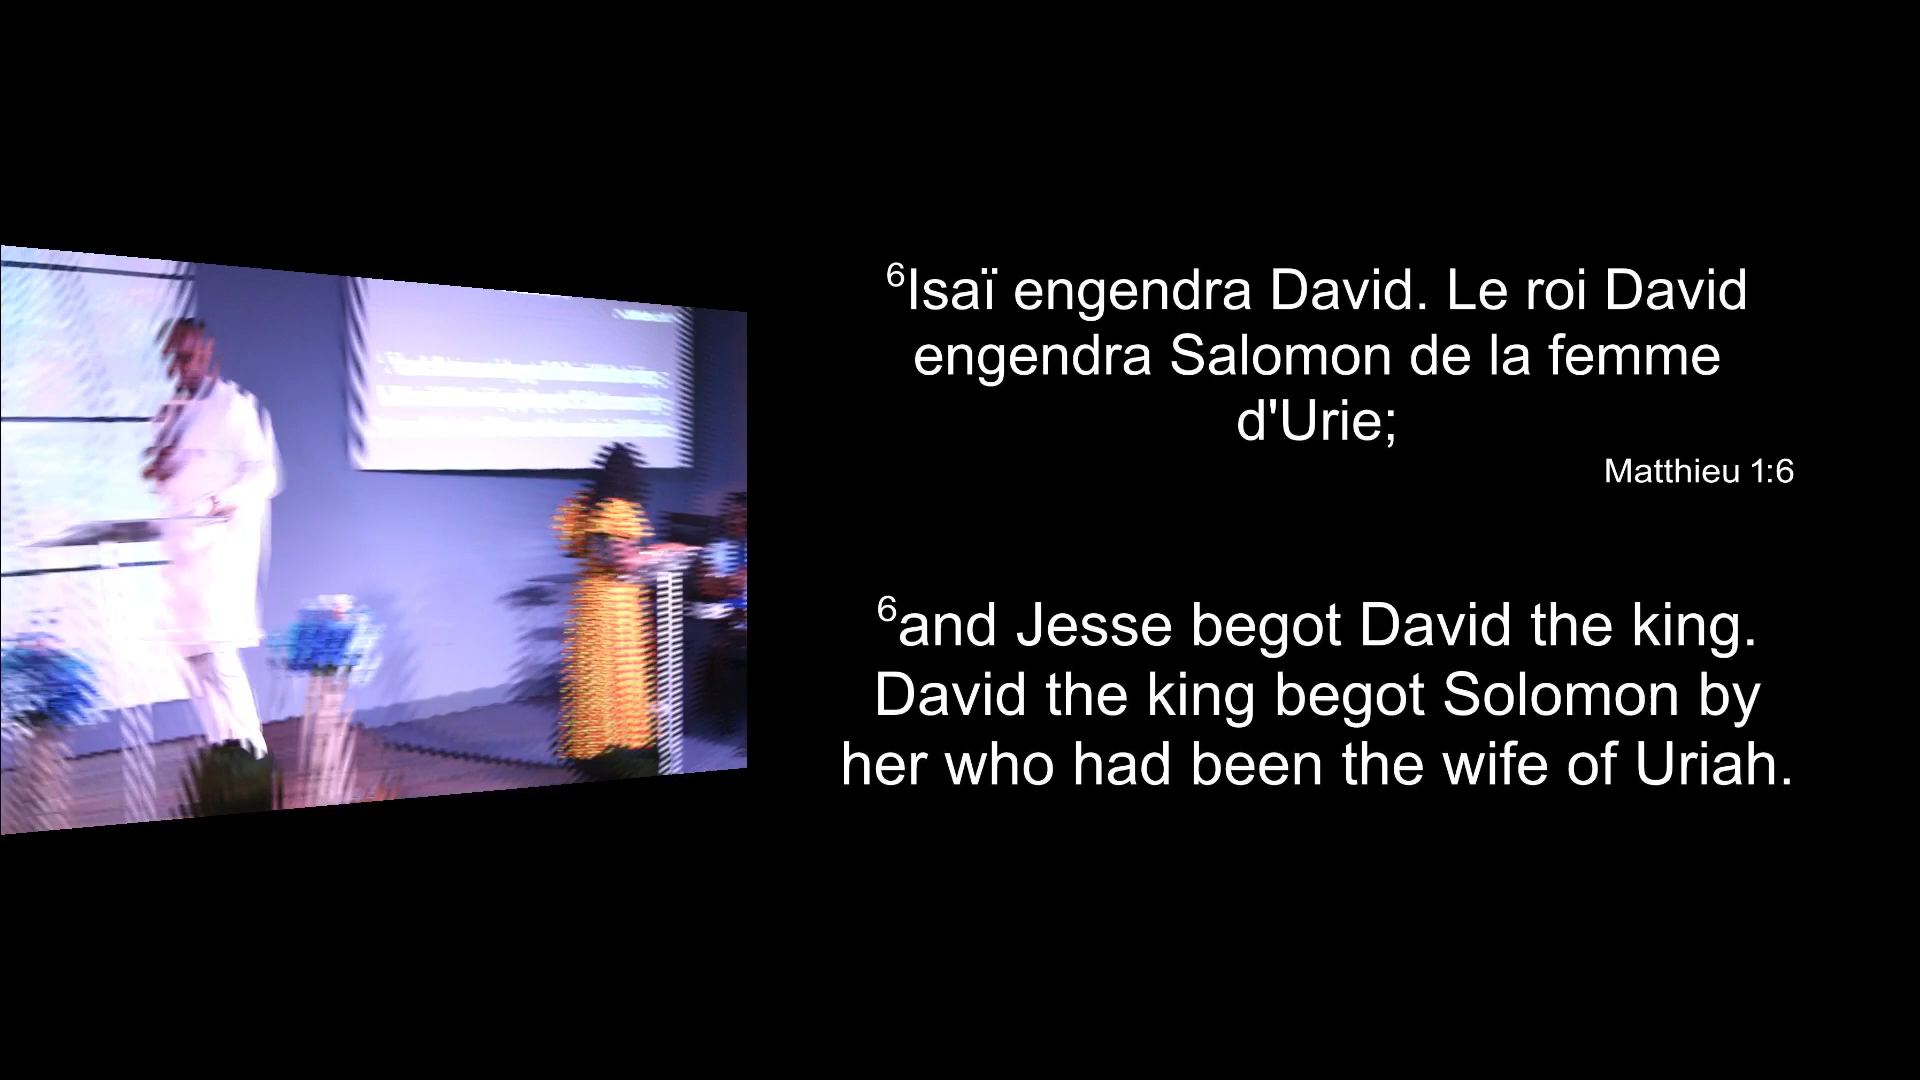 ⁶Isaï engendra David. Le roi David
engendra Salomon de la femme
d'Urie;
Matthieu 1:6
⁶and Jesse begot David the king.
David the king begot Solomon by
her who had been the wife of Uriah.